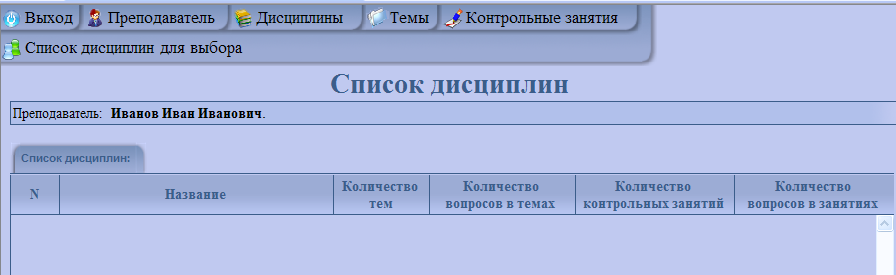 Выход Преподаватель Дисциплины Темы Контрольные занятия
Список дисциплин для выбора
Список дисциплин
Преподаватель: Иванов Иван Иванович.
Список дисциплин:
N Название Количество тем Количество вопросов в темах Количество контрольных занятий Количество вопросов в занятиях